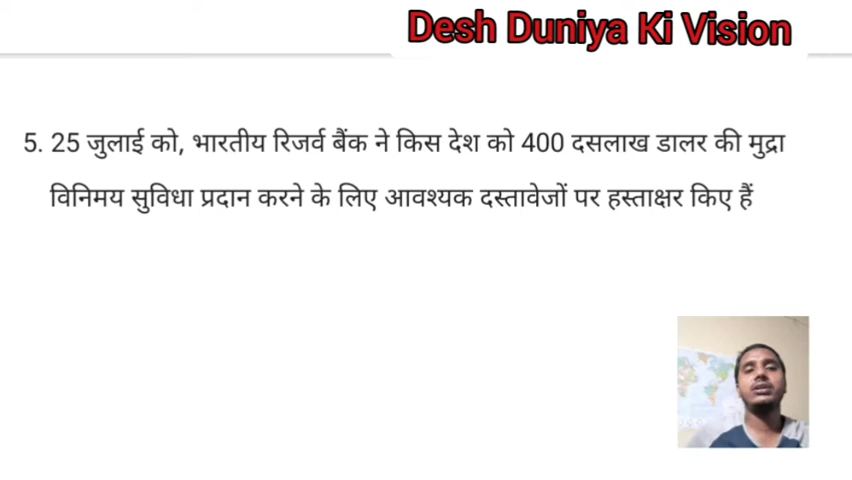 Desh Duniya Ki Vision
5. 25 जुलाई को, भारतीय रिजर्व बैंक ने किस देश को 400 दसलाख डालर की मुद्रा
विनिमय सुविधा प्रदान करने के लिए आवश्यक दस्तावेजों पर हस्ताक्षर किए हैं